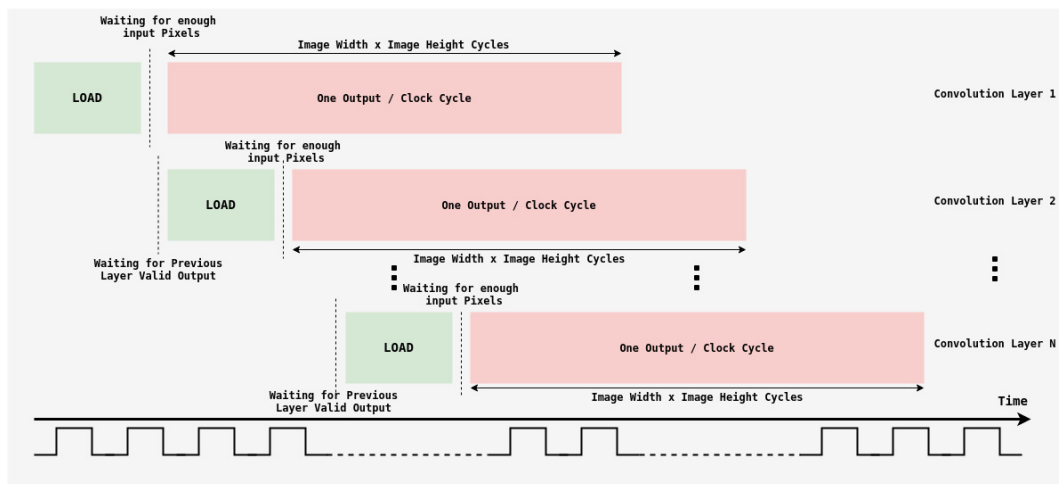 Waiting for enough
input Pixels
Image Width x Image Height Cycles
LOAD
One Output / Clock Cycle
Convolution Layer 1
Waiting for enough
input Pixels
LOAD
One Output / Clock Cycle
Convolution Layer 2
Waiting for Previous
Layer Valid Output
Image Width x Image Height Cycles
Waiting for enough
input Pixels
LOAD
One Output / Clock Cycle
Convolution Layer N
Waiting for Previous
Layer Valid Output
Image Width x Image Height Cycles
Time